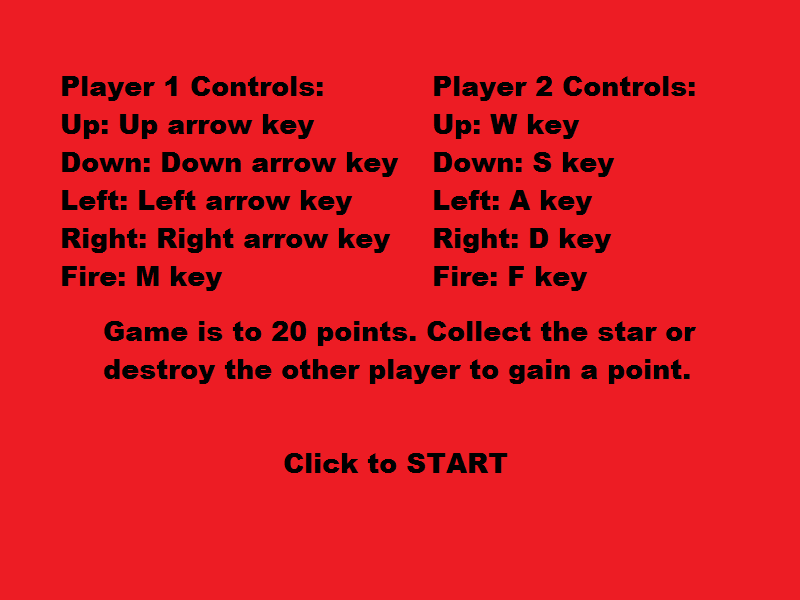 Player 1 Controls:
Up: Up arrow key
Down: Down arrow key
Left: Left arrow key
Right: Right arrow key
Fire: M key
Player 2 Controls:
Up: W key
Down: S key
Left: A key
Right: D key
Fire: F key
Game is to 20 points. Collect the star or
destroy the other player to gain a point.
Click to START